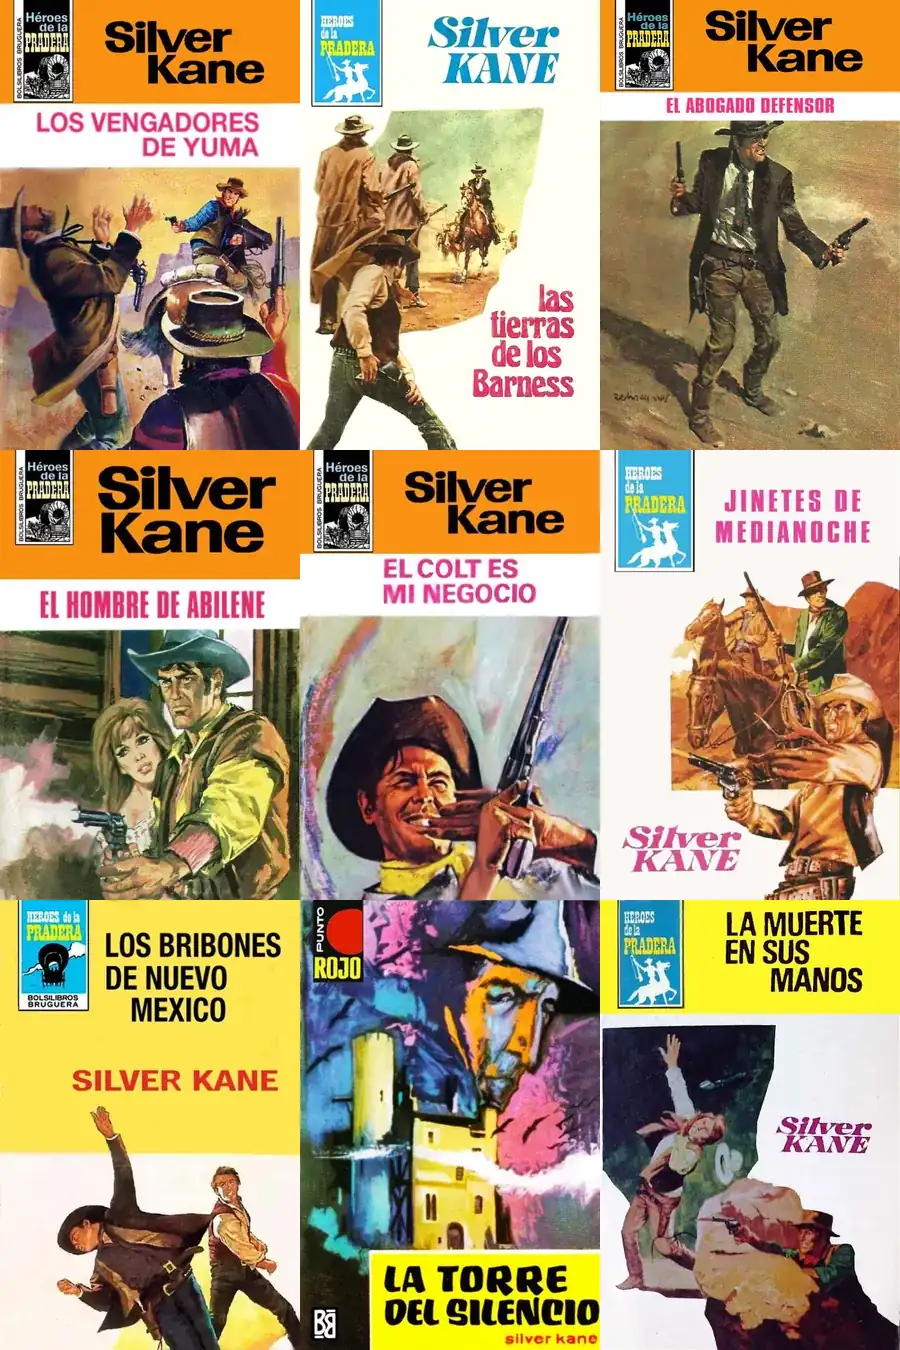 BOLSILIBROS BRUGUERA
Héroes
de la
PRADERA
Silver
Kane
LOS VENGADORES
DE YUMA
HEROES
de la
PRADERA
Silver
KANE
las
tierras
de los
Barness
BOLSILIBROS BRUGUERA
Héroes
de la
PRADERA
Silver
Kane
EL ABOGADO DEFENSOR
BOLSILIBROS BRUGUERA
Héroes
de la
PRADERA
Silver
Kane
EL HOMBRE DE ABILENE
BOLSILIBROS BRUGUERA
Héroes
de la
PRADERA
Silver
Kane
EL COLT ES
MI NEGOCIO
HEROES
de la
PRADERA
JINETES DE
MEDIANOCHE
Silver
KANE
HEROES de la
PRADERA
BOLSILIBROS
BRUGUERA
LOS BRIBONES
DE NUEVO
MEXICO
SILVER KANE
PUNTO
ROJO
LA TORRE
DEL SILENCIO
silver kane
HEROES
de la
PRADERA
LA MUERTE
EN SUS
MANOS
Silver
KANE